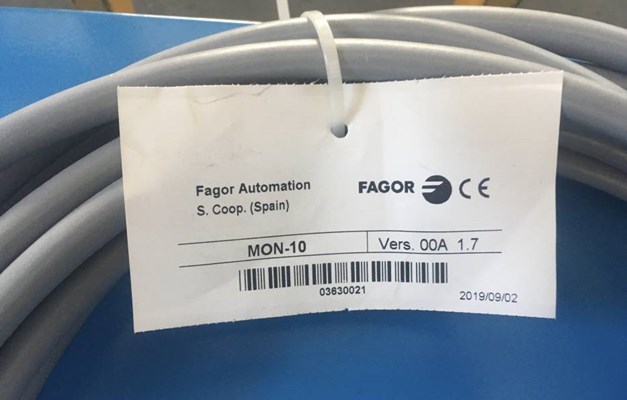 Fagor Automation
S. Coop. (Spain)
FAGOR CE
MON-10 Vers. 00A 1.7
03630021
2019/09/02